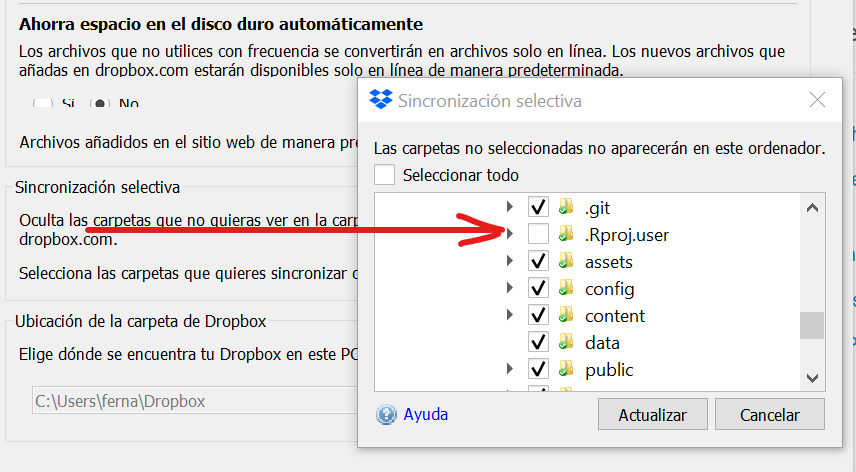 Ahorra espacio en el disco duro automáticamente
Los archivos que no utilices con frecuencia se convertirán en archivos solo en línea. Los nuevos archivos que
añadas en dropbox.com estarán disponibles solo en línea de manera predeterminada.
Sí No
Archivos añadidos en el sitio web de manera pre
Sincronización selectiva
Oculta las carpetas que no quieras ver en la carp
dropbox.com.
Selecciona las carpetas que quieres sincronizar
Ubicación de la carpeta de Dropbox
Elige dónde se encuentra tu Dropbox en este PC
C:\Users\ferna\Dropbox
Sincronización selectiva
Las carpetas no seleccionadas no aparecerán en este ordenador.
Seleccionar todo
.git
.Rproj.user
assets
config
content
data
public
Ayuda
Actualizar
Cancelar